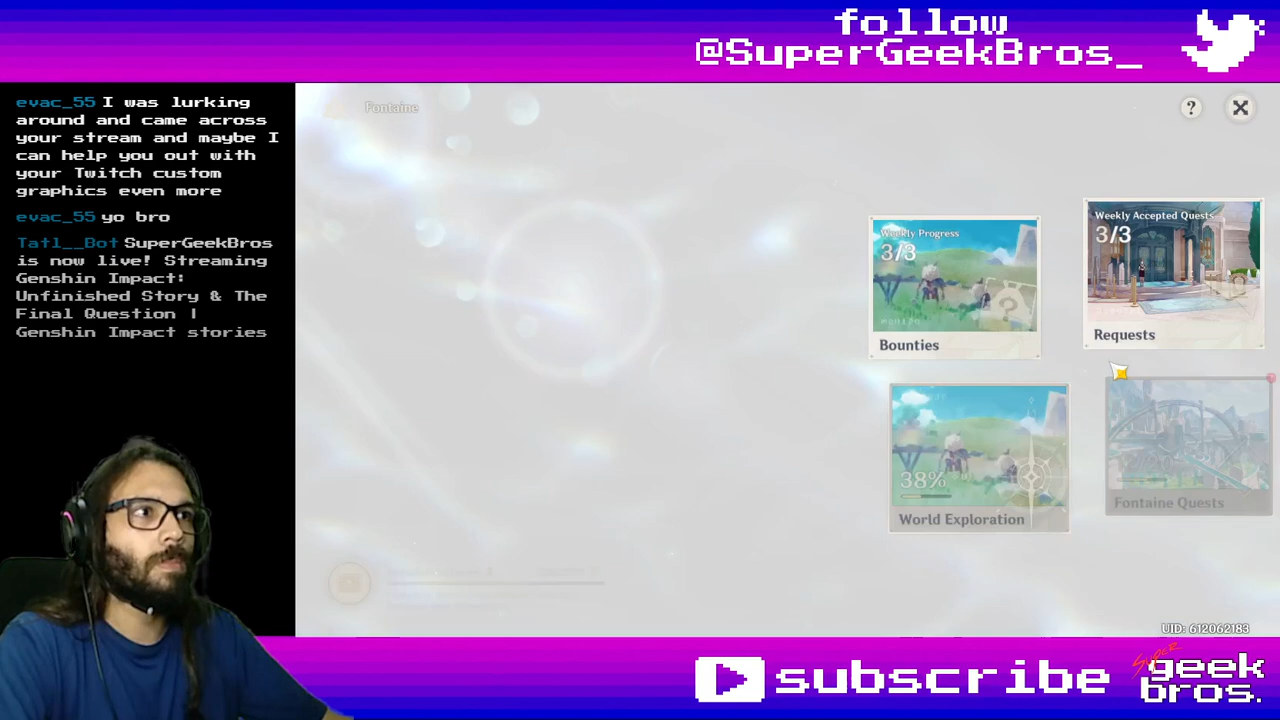 follow
@SuperGeekBros_
evac_55 I was lurking
around and came across
your stream and maybe I
can help you out with
your Twitch custom
graphics even more
evac_55 yo bro
Tatl__Bot SuperGeekBros
is now live! Streaming
Genshin Impact:
Unfinished Story & The
Final Question |
Genshin Impact stories
Fontaine
?
Weekly Progress
3/3
Bounties
Weekly Accepted Quests
3/3
Requests
38%
World Exploration
Fontaine Quests
UID: 612062183
subscribe
SUPER
geek
bros.